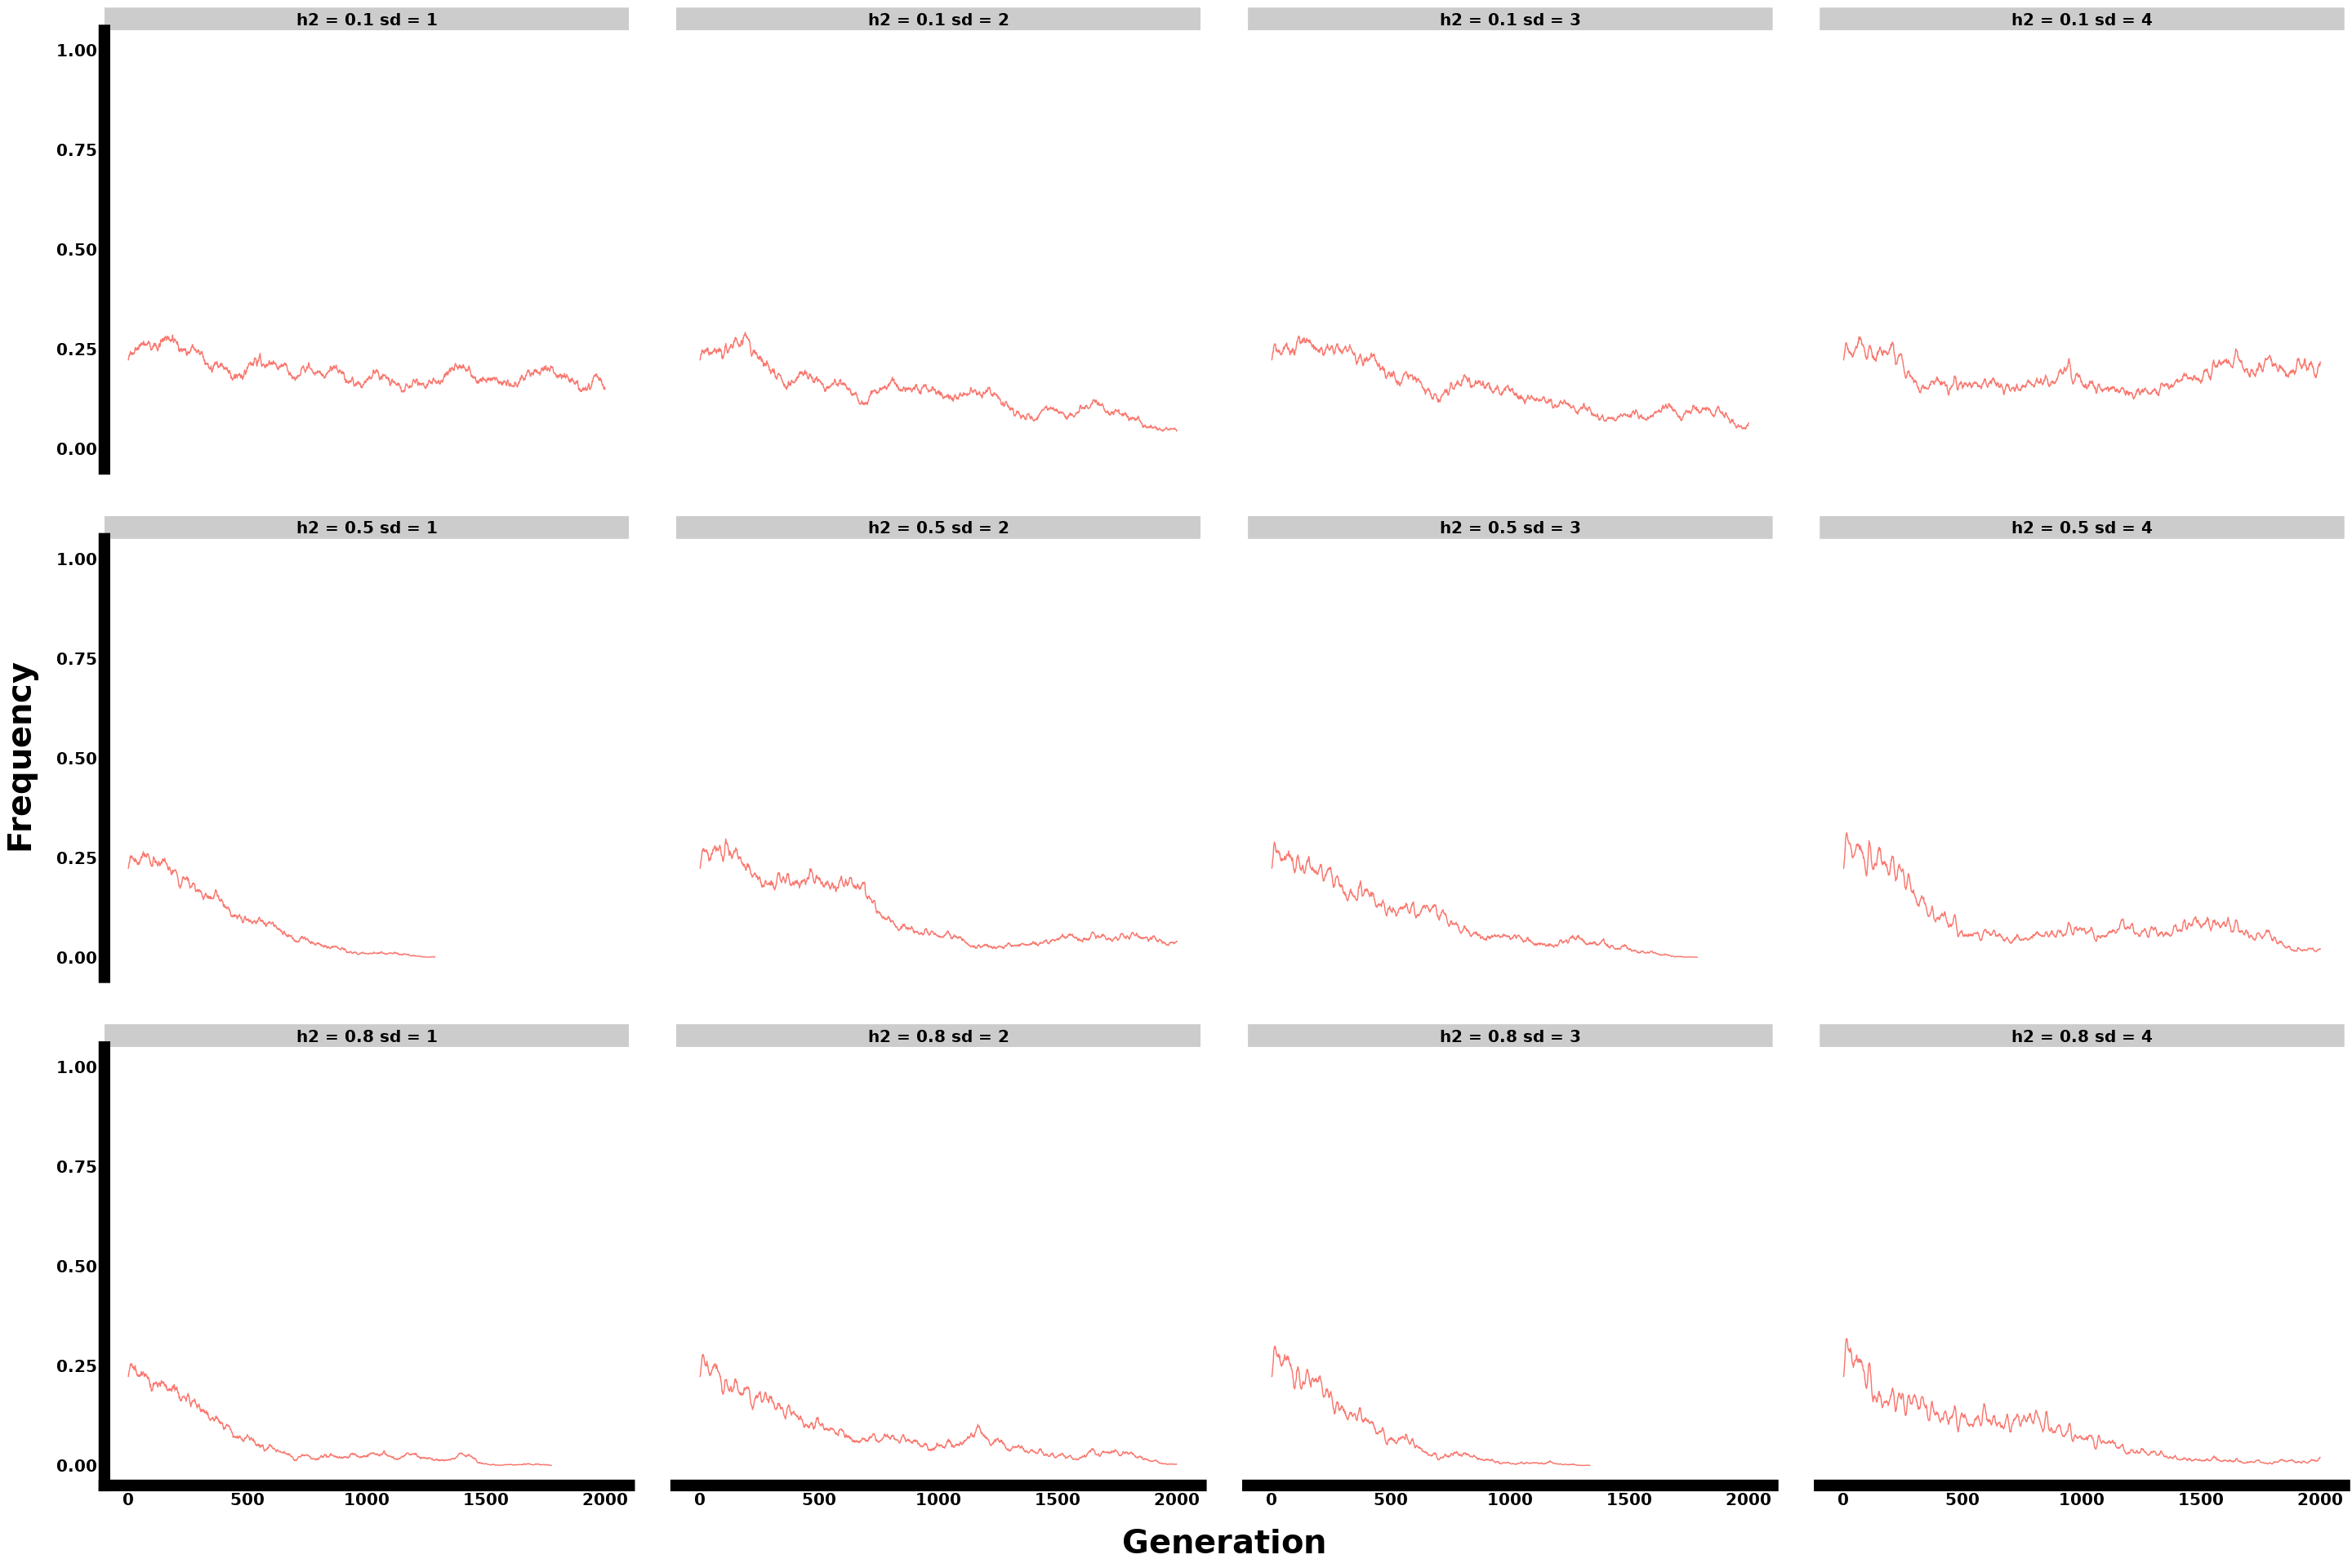 h2 = 0.1 sd = 1
h2 = 0.1 sd = 2
h2 = 0.1 sd = 3
h2 = 0.1 sd = 4
1.00
0.75
0.50
0.25
0.00
h2 = 0.5 sd = 1
h2 = 0.5 sd = 2
h2 = 0.5 sd = 3
h2 = 0.5 sd = 4
1.00
0.75
0.50
0.25
0.00
Frequency
h2 = 0.8 sd = 1
h2 = 0.8 sd = 2
h2 = 0.8 sd = 3
h2 = 0.8 sd = 4
1.00
0.75
0.50
0.25
0.00
0 500 1000 1500 2000
0 500 1000 1500 2000
0 500 1000 1500 2000
0 500 1000 1500 2000
Generation